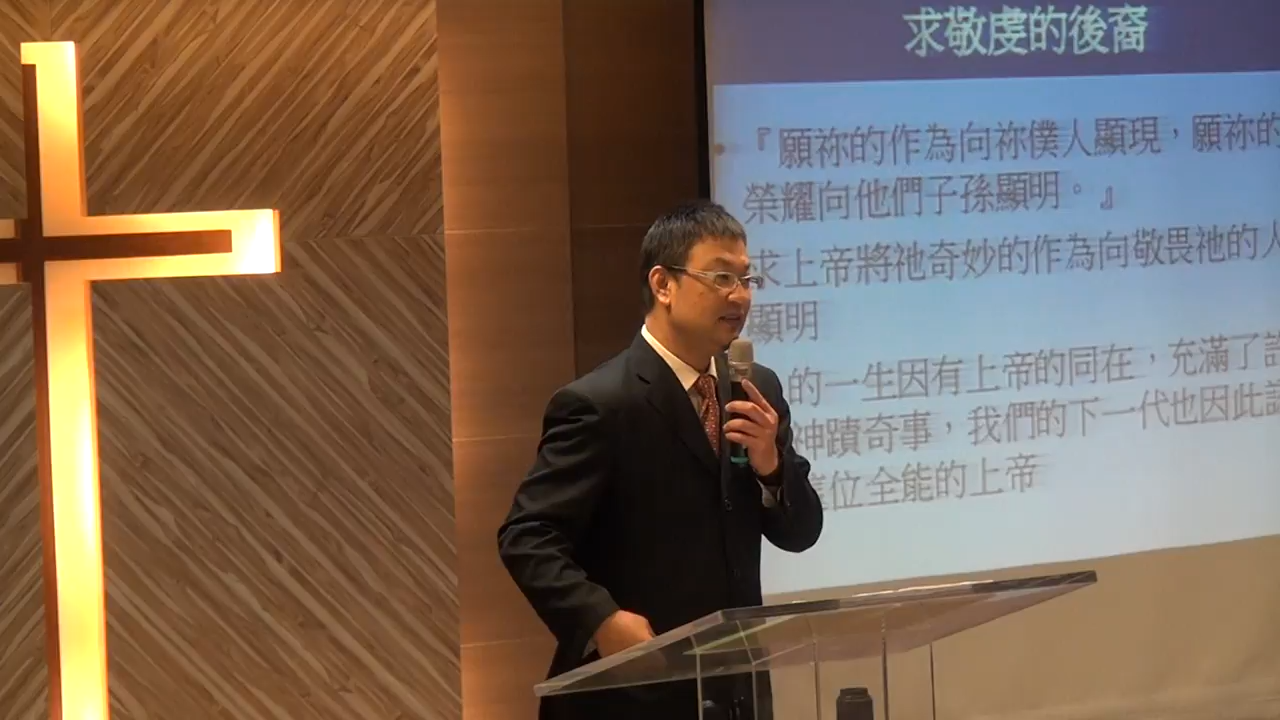 求敬虔的後裔
『願祢的作為向祢僕人顯現，願祢的
榮耀向他們子孫顯明。』
求上帝將祂奇妙的作為向敬畏祂的人
顯明
的一生因有上帝的同在，充滿了
神蹟奇事，我們的下一代也因此
這位全能的上帝